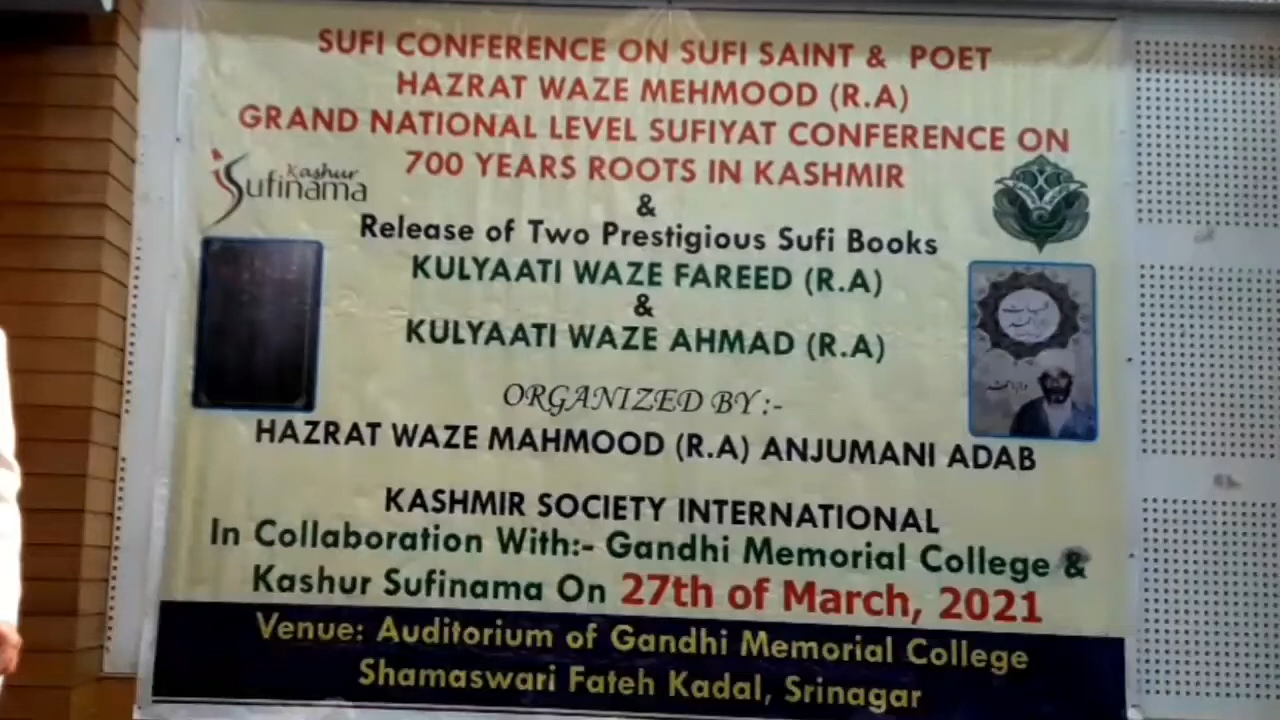 SUFI CONFERENCE ON SUFI SAINT & POET
HAZRAT WAZE MEHMOOD (R.A)
GRAND NATIONAL LEVEL SUFIYAT CONFERENCE ON
700 YEARS ROOTS IN KASHMIR
Kashur
Sufinama
&
Release of Two Prestigious Sufi Books
KULYAATI WAZE FAREED (R.A)
&
KULYAATI WAZE AHMAD (R.A)
ORGANIZED BY :-
HAZRAT WAZE MAHMOOD (R.A) ANJUMANI ADAB
KASHMIR SOCIETY INTERNATIONAL
In Collaboration With:- Gandhi Memorial College &
Kashur Sufinama On 27th of March, 2021
Venue: Auditorium of Gandhi Memorial College
Shamaswari Fateh Kadal, Srinagar